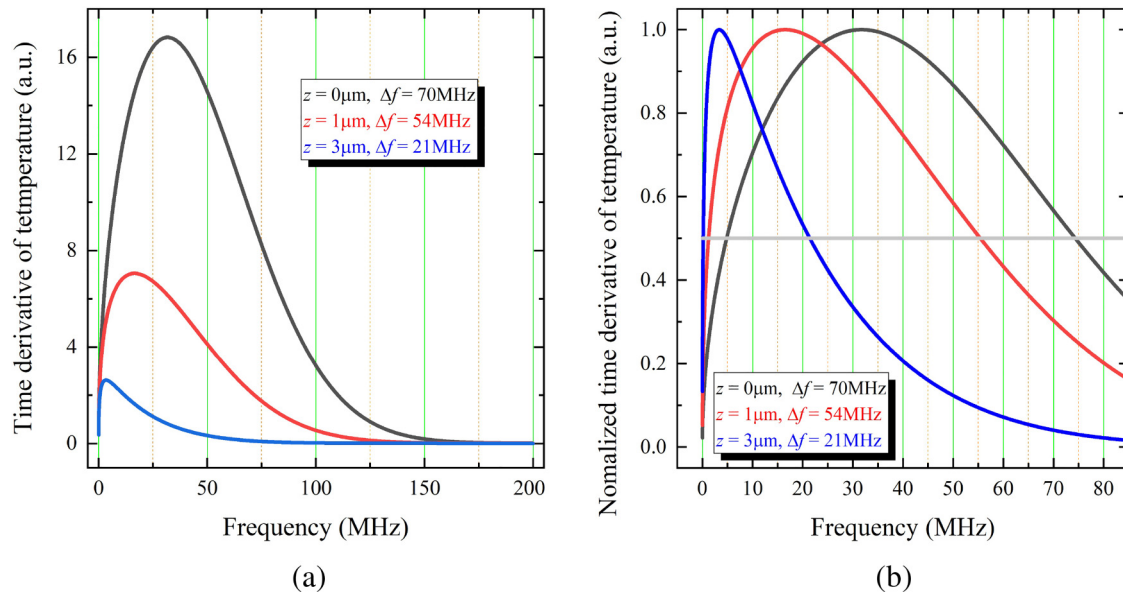 Time derivative of tetmperature (a.u.)
16
12
8
4
0
z = 0μm, Δf = 70MHz
z = 1μm, Δf = 54MHz
z = 3μm, Δf = 21MHz
0 50 100 150 200
Frequency (MHz)
(a)
Nomalized time derivative of tetmperature (a.u.)
1.0
0.8
0.6
0.4
0.2
0.0
z = 0μm, Δf = 70MHz
z = 1μm, Δf = 54MHz
z = 3μm, Δf = 21MHz
0 10 20 30 40 50 60 70 80
Frequency (MHz)
(b)